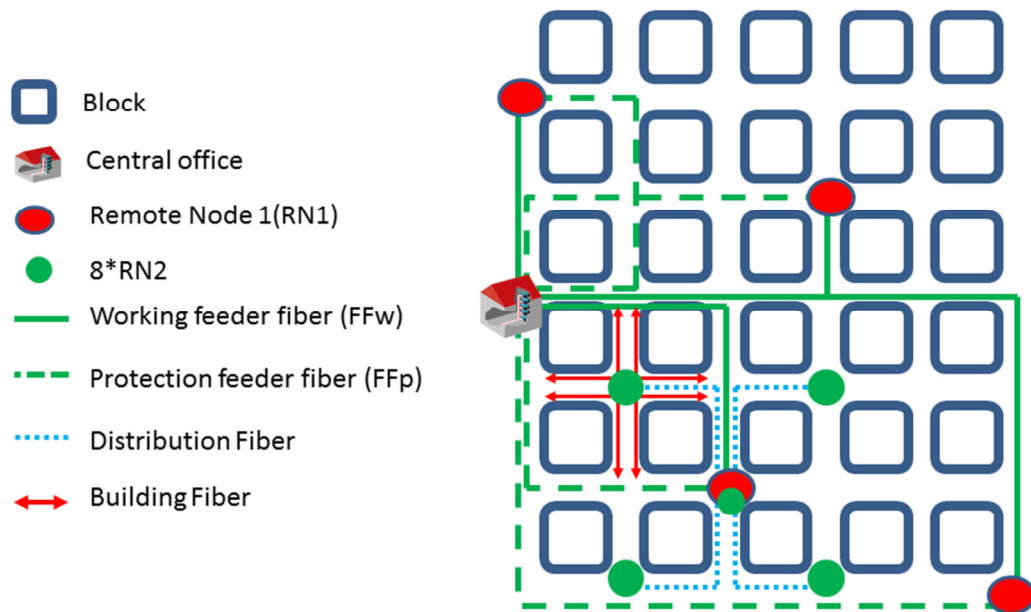 Block
Central office
Remote Node 1(RN1)
8*RN2
Working feeder fiber (FFw)
Protection feeder fiber (FFp)
Distribution Fiber
Building Fiber